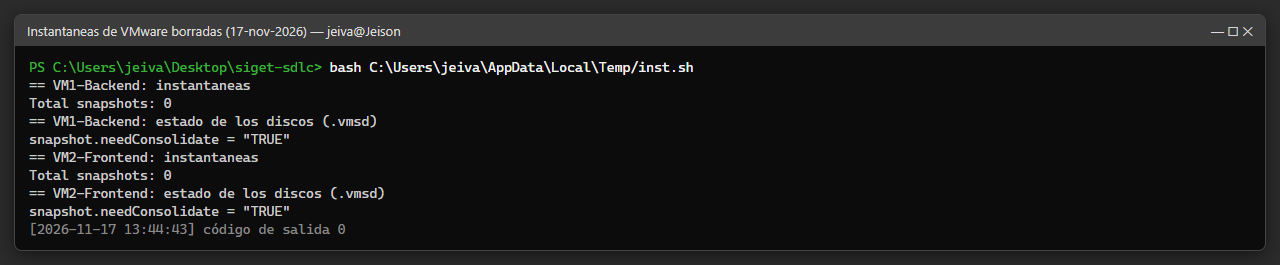 Instantaneas de VMware borradas (17-nov-2026) — jeiva@Jeison
PS C:\Users\jeiva\Desktop\siget-sdlc> bash C:\Users\jeiva\AppData\Local\Temp/inst.sh
== VM1-Backend: instantaneas
Total snapshots: 0
== VM1-Backend: estado de los discos (.vmsd)
snapshot.needConsolidate = "TRUE"
== VM2-Frontend: instantaneas
Total snapshots: 0
== VM2-Frontend: estado de los discos (.vmsd)
snapshot.needConsolidate = "TRUE"
[2026-11-17 13:44:43] código de salida 0